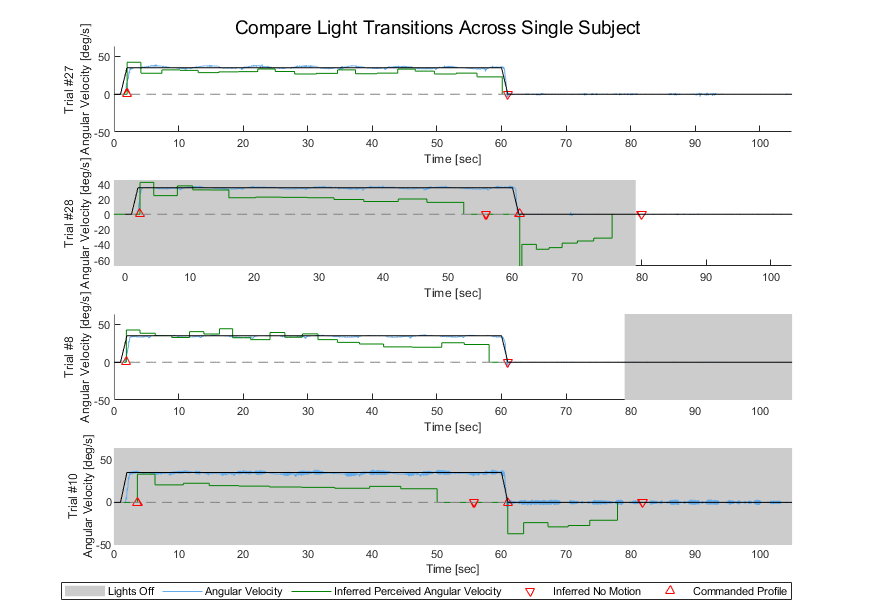 Compare Light Transitions Across Single Subject
Trial #27
Angular Velocity [deg/s]
50
0
-50
0 10 20 30 40 50 60 70 80 90 100
Time [sec]
Trial #28
Angular Velocity [deg/s]
40
20
0
-20
-40
-60
0 10 20 30 40 50 60 70 80 90 100
Time [sec]
Trial #8
Angular Velocity [deg/s]
50
0
-50
0 10 20 30 40 50 60 70 80 90 100
Time [sec]
Trial #10
Angular Velocity [deg/s]
50
0
-50
0 10 20 30 40 50 60 70 80 90 100
Time [sec]
Lights Off Angular Velocity Inferred Perceived Angular Velocity Inferred No Motion Commanded Profile